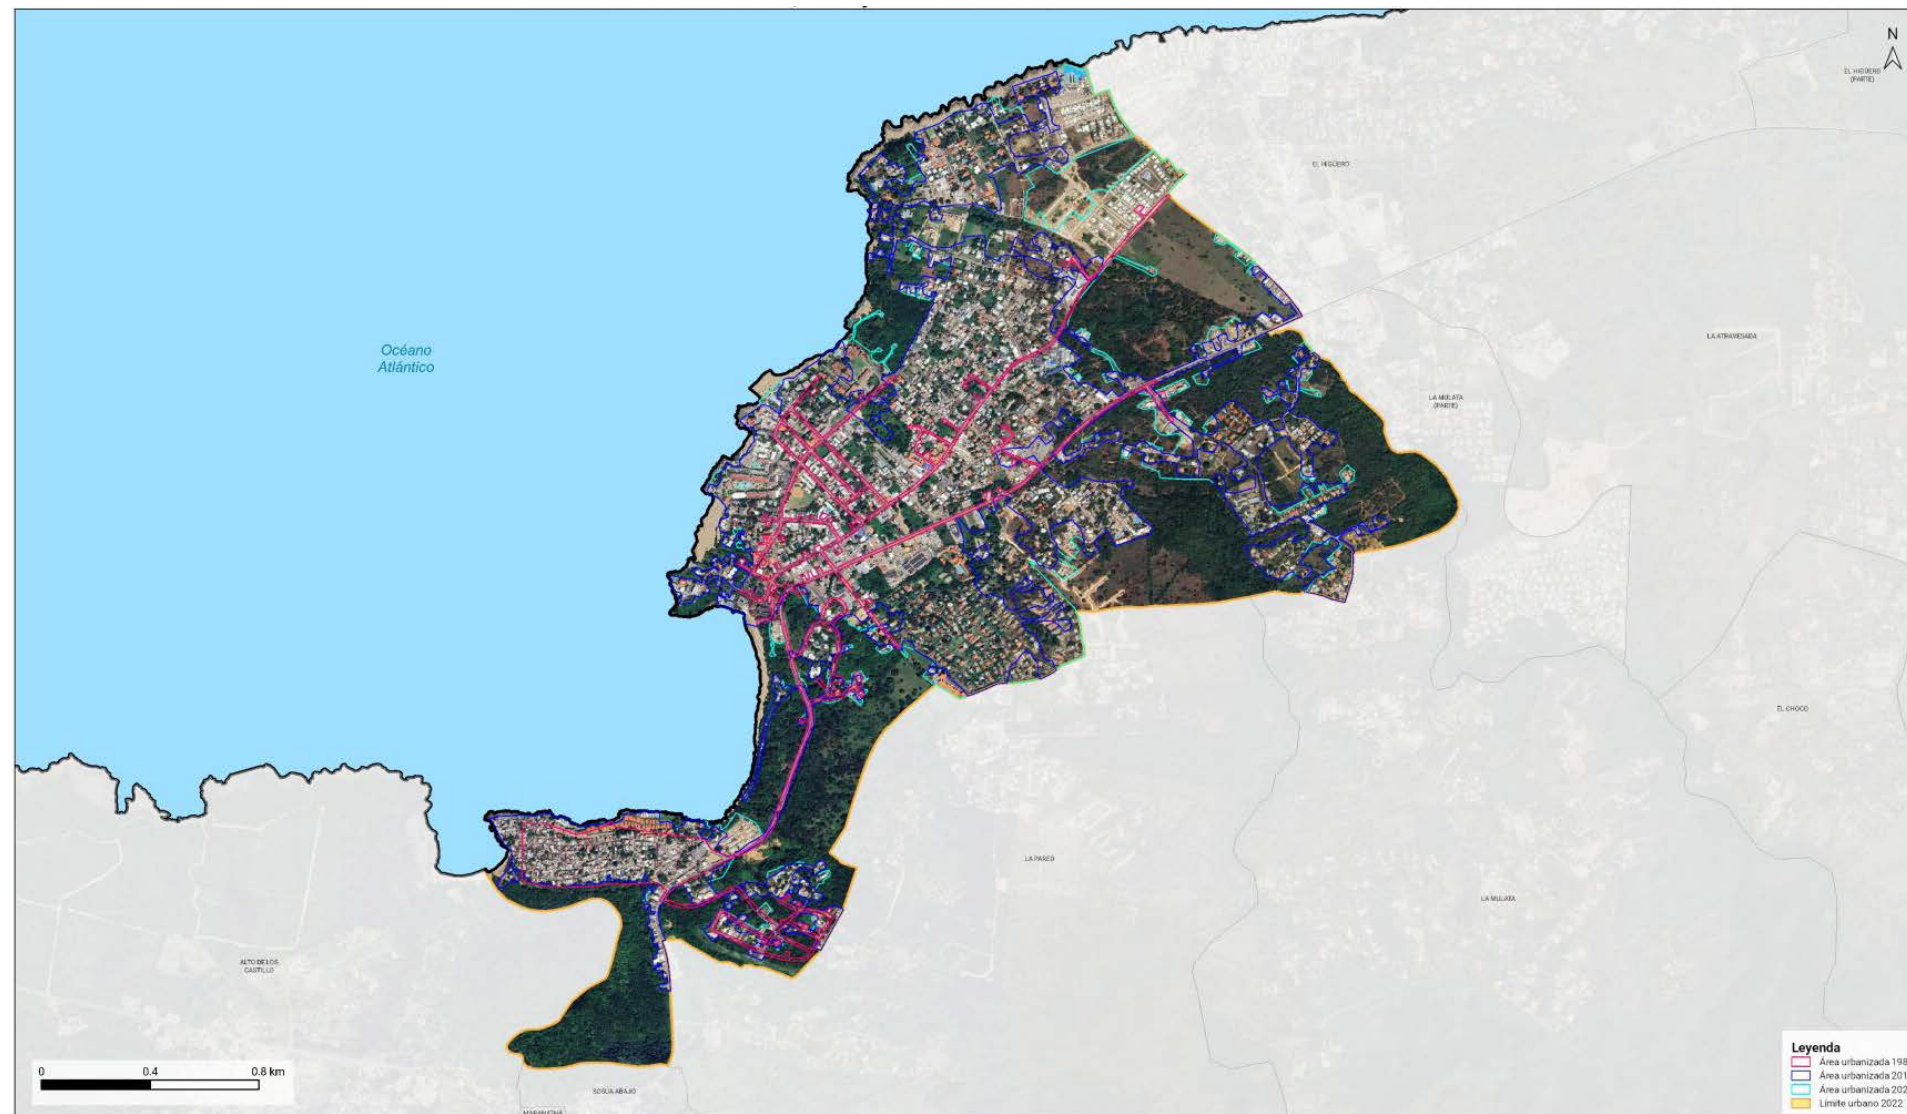 N
EL HIGÜERO
(PARTE)
EL HIGÜERO
LA ATRAVESADA
Océano
Atlántico
LA MULATA
(PARTE)
EL CHOCO
LA PARED
LA MULATA
ALTO DE LOS
CASTILLO
SOSUA ABAJO
0 0.4 0.8 km
Leyenda
Área urbanizada 198
Área urbanizada 201
Área urbanizada 202
Límite urbano 2022